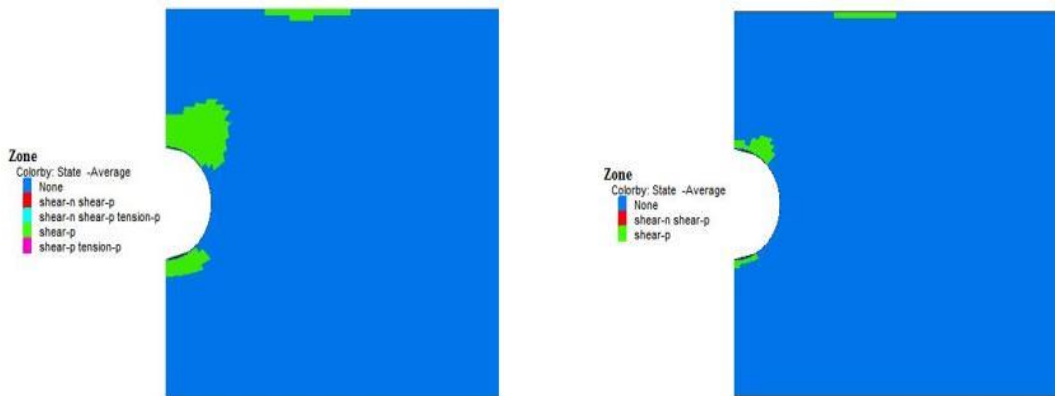 Zone
Colorby: State -Average
None
shear-n shear-p
shear-n shear-p tension-p
shear-p
shear-p tension-p
Zone
Colorby: State -Average
None
shear-n shear-p
shear-p